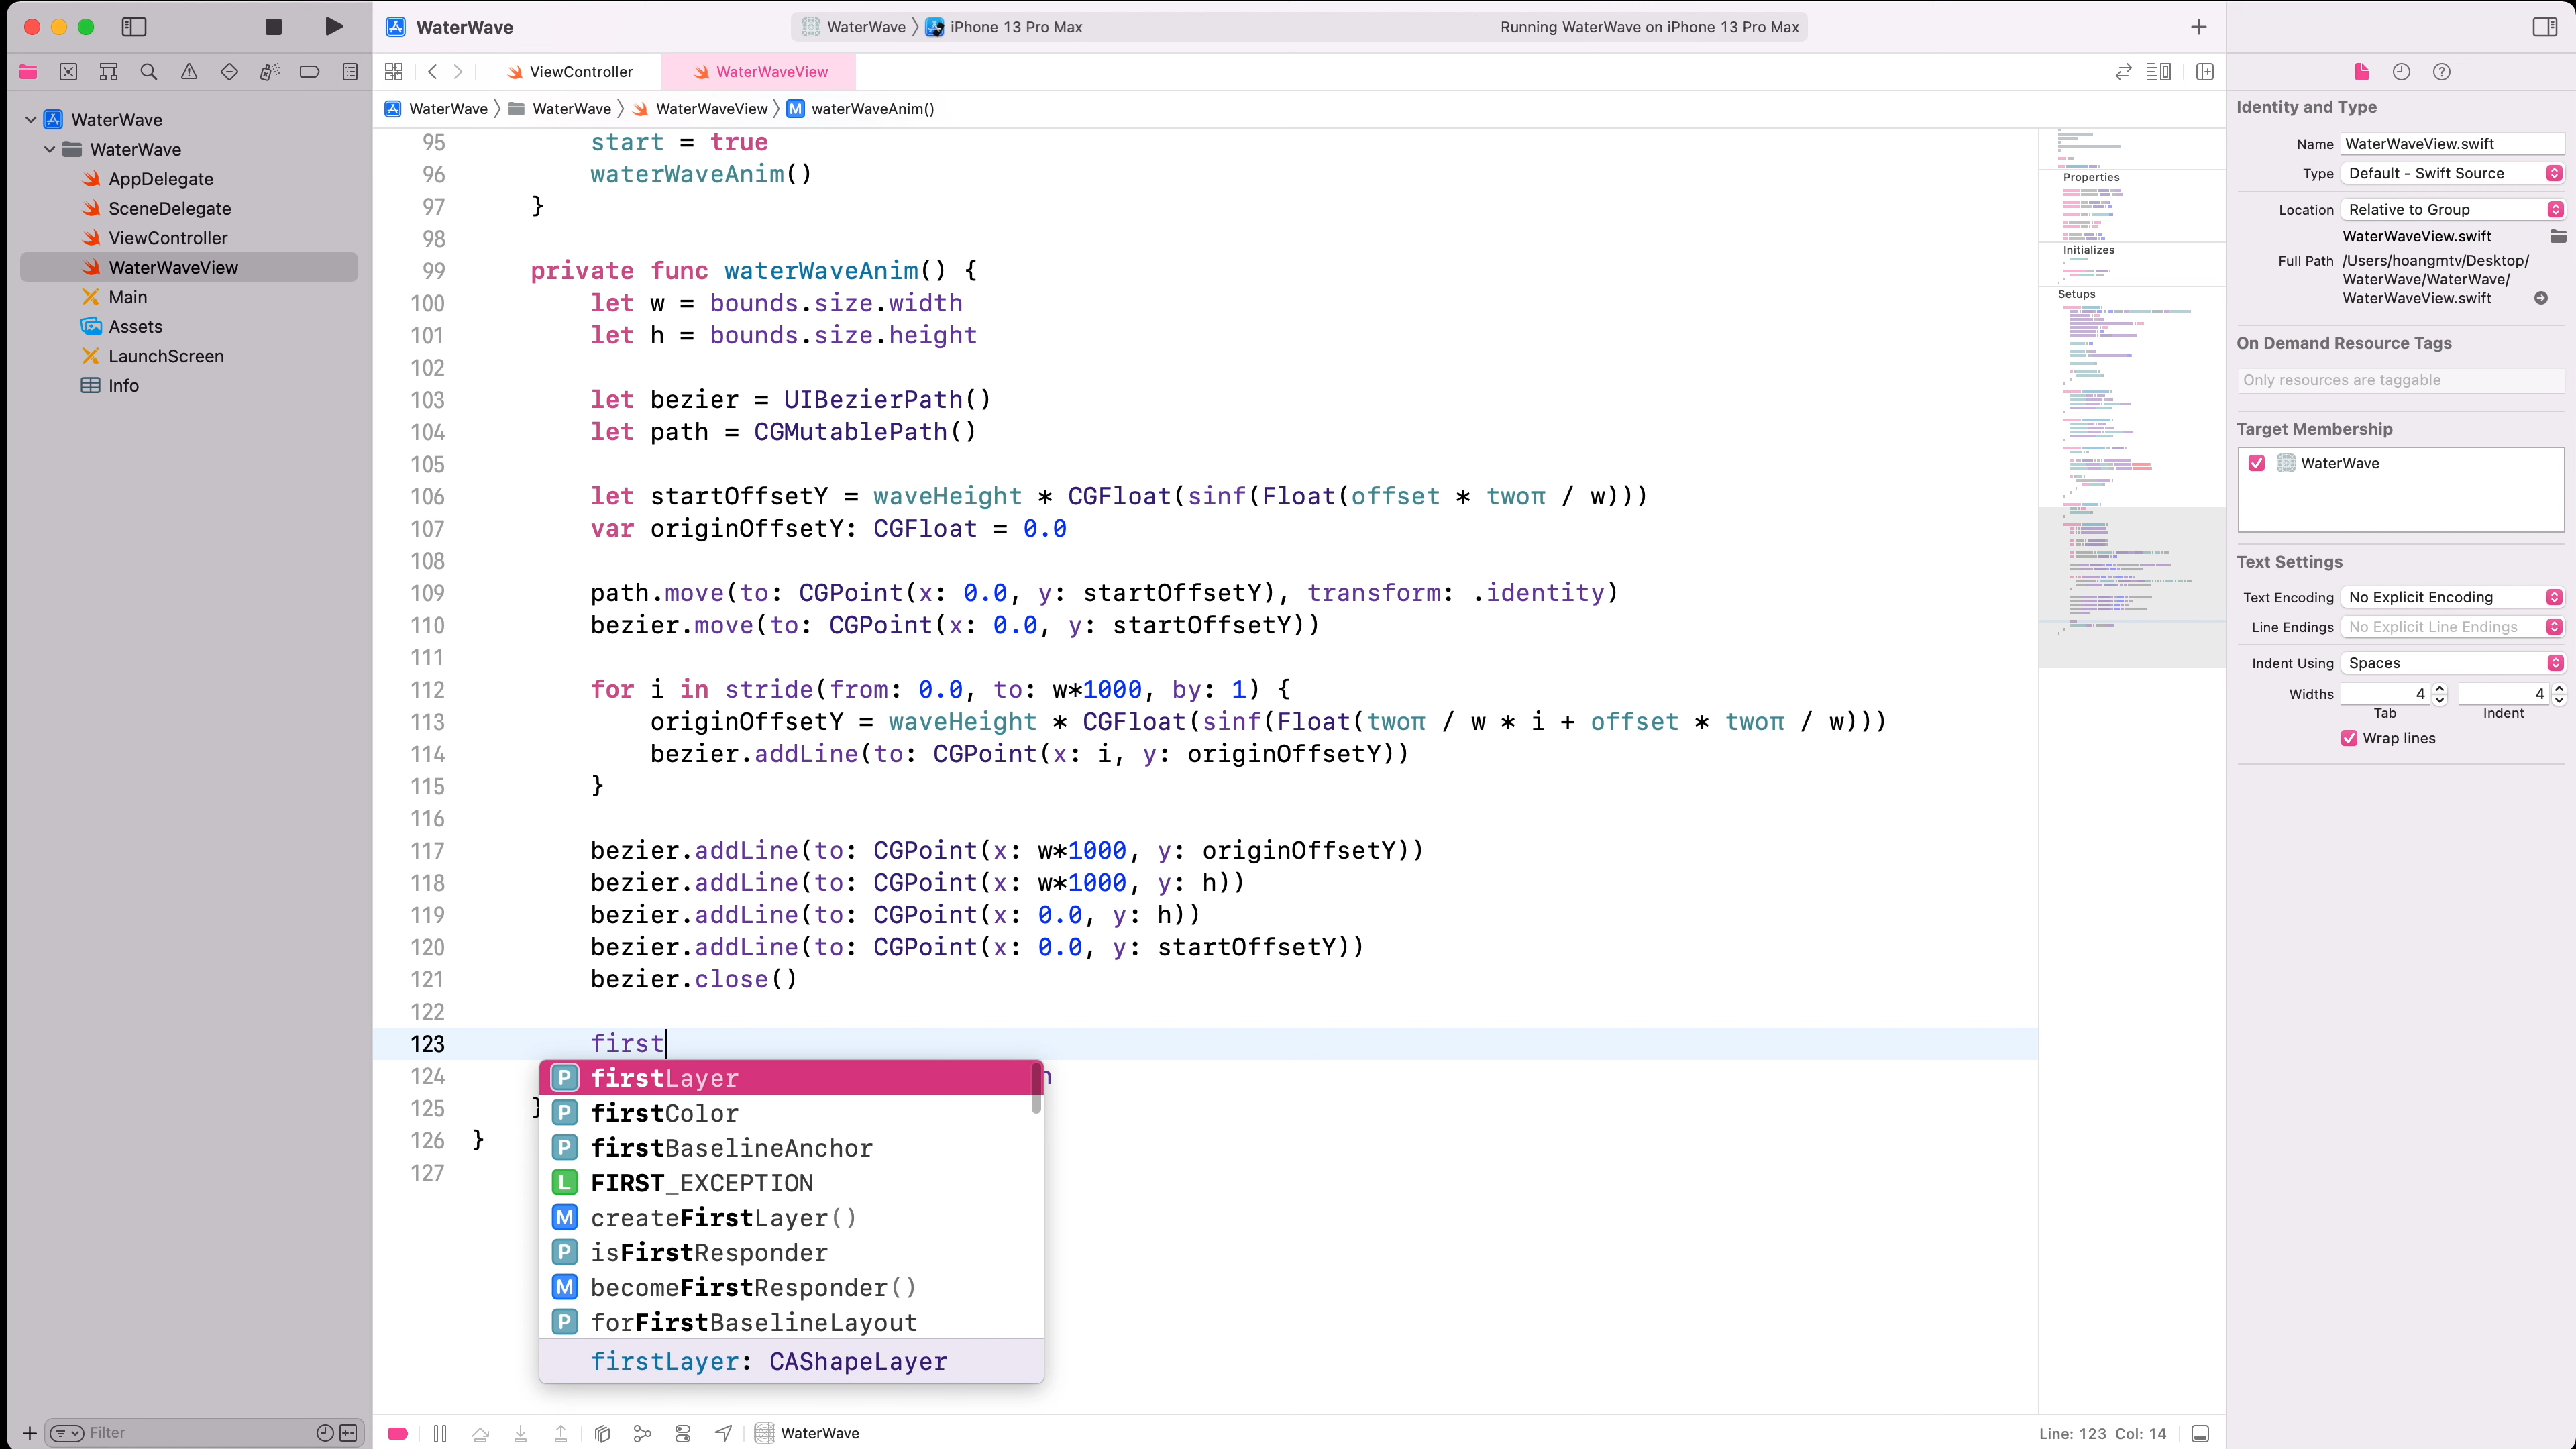 WaterWave
WaterWave 〉 iPhone 13 Pro Max
Running WaterWave on iPhone 13 Pro Max
ViewController
WaterWaveView
WaterWave 〉 WaterWave 〉 WaterWaveView 〉 M waterWaveAnim()
WaterWave
WaterWave
AppDelegate
SceneDelegate
ViewController
WaterWaveView
Main
Assets
LaunchScreen
Info
Filter
95 start = true
96 waterWaveAnim()
97 }
98
99 private func waterWaveAnim() {
100 let w = bounds.size.width
101 let h = bounds.size.height
102
103 let bezier = UIBezierPath()
104 let path = CGMutablePath()
105
106 let startOffsetY = waveHeight * CGFloat(sinf(Float(offset * twoπ / w)))
107 var originOffsetY: CGFloat = 0.0
108
109 path.move(to: CGPoint(x: 0.0, y: startOffsetY), transform: .identity)
110 bezier.move(to: CGPoint(x: 0.0, y: startOffsetY))
111
112 for i in stride(from: 0.0, to: w*1000, by: 1) {
113 originOffsetY = waveHeight * CGFloat(sinf(Float(twoπ / w * i + offset * twoπ / w)))
114 bezier.addLine(to: CGPoint(x: i, y: originOffsetY))
115 }
116
117 bezier.addLine(to: CGPoint(x: w*1000, y: originOffsetY))
118 bezier.addLine(to: CGPoint(x: w*1000, y: h))
119 bezier.addLine(to: CGPoint(x: 0.0, y: h))
120 bezier.addLine(to: CGPoint(x: 0.0, y: startOffsetY))
121 bezier.close()
122
123 first
124 h
125 }
126 }
127
P firstLayer
P firstColor
P firstBaselineAnchor
L FIRST_EXCEPTION
M createFirstLayer()
P isFirstResponder
M becomeFirstResponder()
P forFirstBaselineLayout
firstLayer: CAShapeLayer
Properties
Initializes
Setups
WaterWave
Line: 123 Col: 14
Identity and Type
Name WaterWaveView.swift
Type Default - Swift Source
Location Relative to Group
WaterWaveView.swift
Full Path /Users/hoangmtv/Desktop/
WaterWave/WaterWave/
WaterWaveView.swift
On Demand Resource Tags
Only resources are taggable
Target Membership
WaterWave
Text Settings
Text Encoding No Explicit Encoding
Line Endings No Explicit Line Endings
Indent Using Spaces
Widths 4 4
Tab Indent
Wrap lines